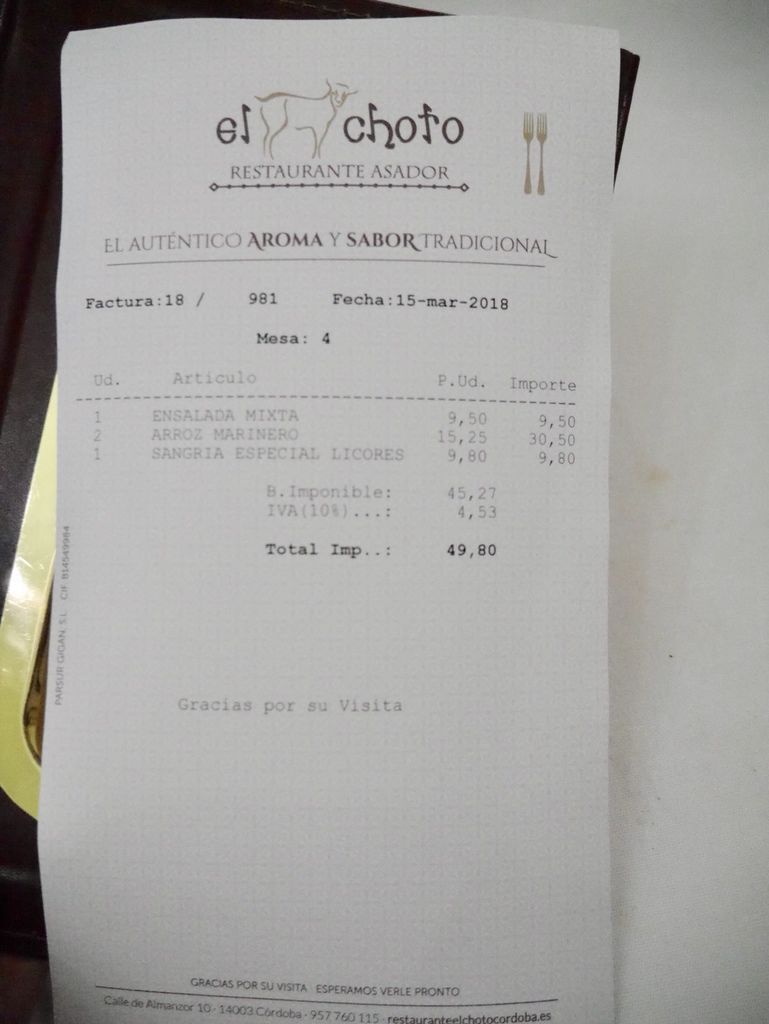 el choto
RESTAURANTE ASADOR
EL AUTÉNTICO AROMA Y SABOR TRADICIONAL
Factura:18 / 981 Fecha:15-mar-2018
Mesa: 4
Ud. Articulo P.Ud. Importe
1 ENSALADA MIXTA 9,50 9,50
2 ARROZ MARINERO 15,25 30,50
1 SANGRIA ESPECIAL LICORES 9,80 9,80
B.Imponible: 45,27
IVA(10%)...: 4,53
Total Imp..: 49,80
PARSUR GIGAN, S.L. CIF: B14549984
Gracias por su Visita
GRACIAS POR SU VISITA ESPERAMOS VERLE PRONTO
Calle de Almanzor 10 · 14003 Córdoba · 957 760 115 · restauranteelchotocordoba.es